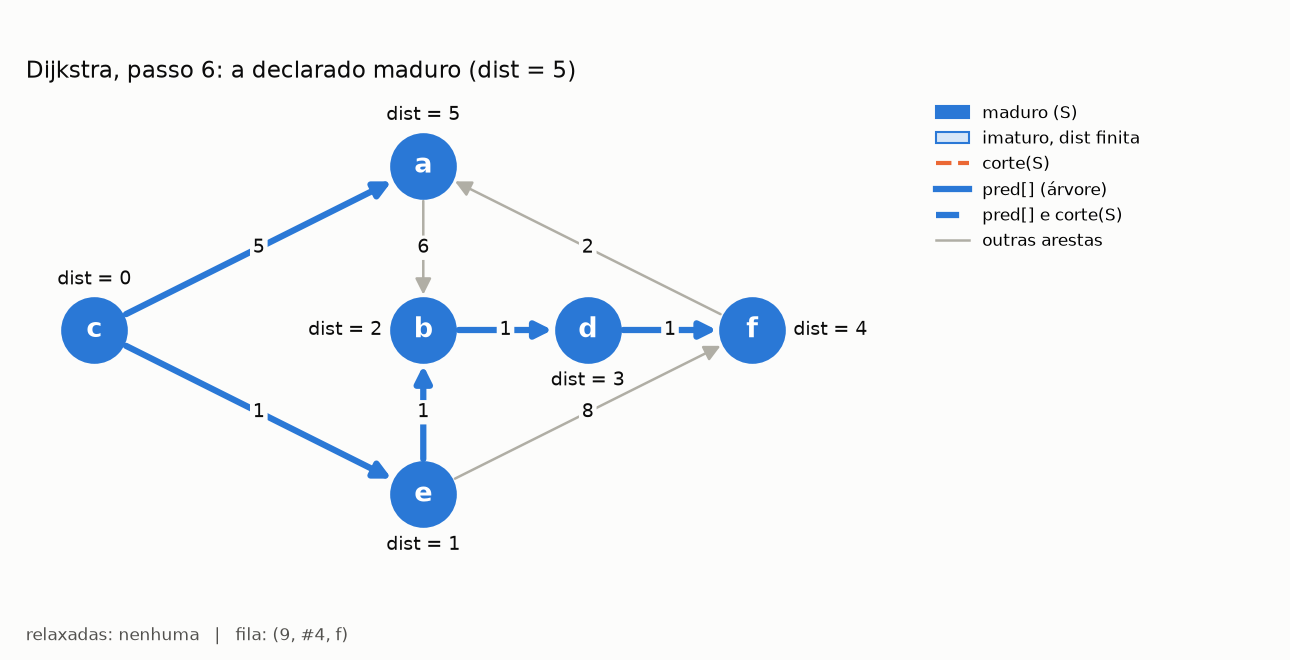 Dijkstra, passo 6: a declarado maduro (dist = 5)
dist = 5
a
maduro (S)
imaturo, dist finita
corte(S)
pred[] (árvore)
pred[] e corte(S)
outras arestas
5
6
2
dist = 0
c
dist = 2
b
1
d
1
f
dist = 4
dist = 3
1
1
8
e
dist = 1
relaxadas: nenhuma | fila: (9, #4, f)